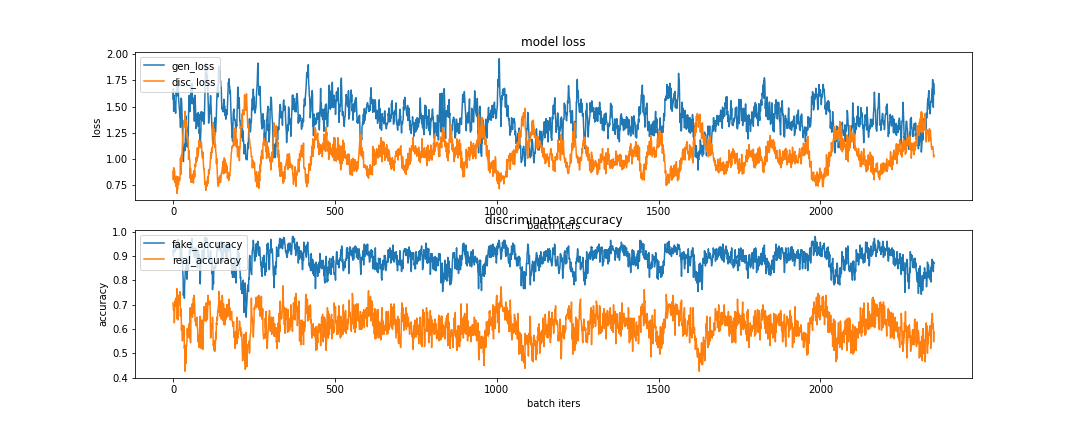 model loss
2.00
1.75
1.50
1.25
1.00
0.75
loss
gen_loss
disc_loss
0 500 1000 1500 2000
batch iters
discriminator accuracy
1.0
0.9
0.8
0.7
0.6
0.5
0.4
accuracy
fake_accuracy
real_accuracy
0 500 1000 1500 2000
batch iters